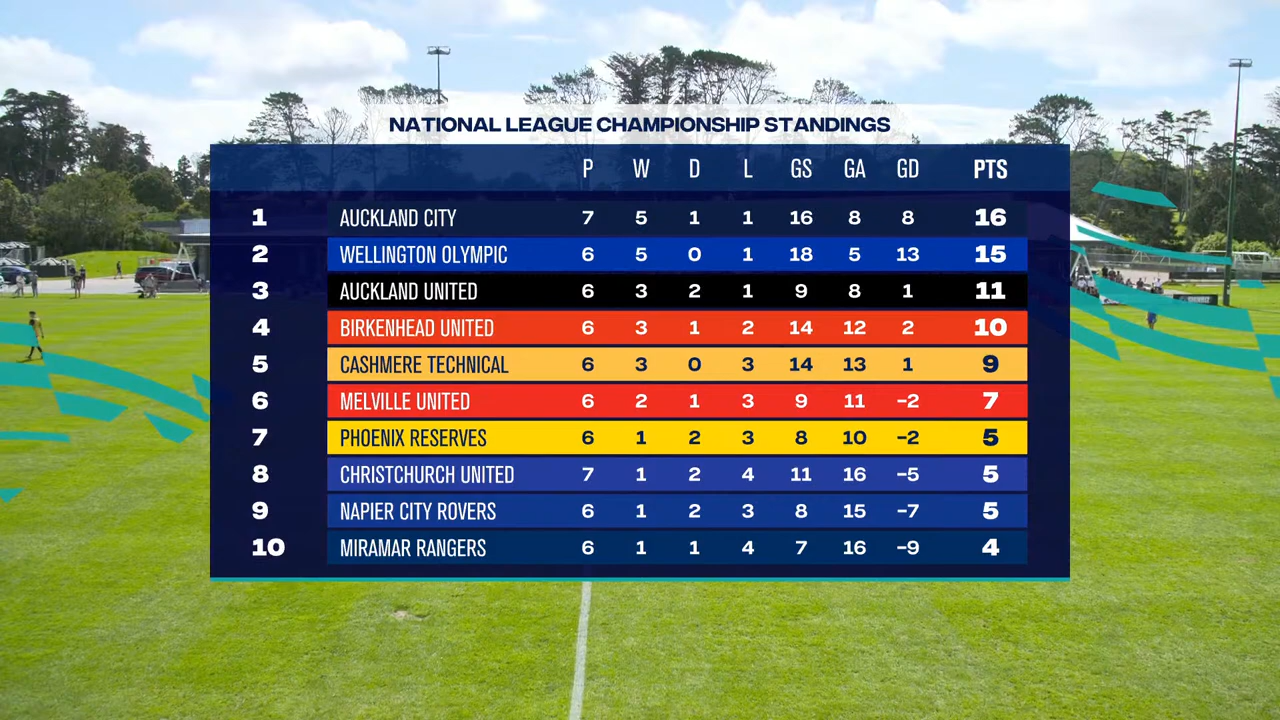 NATIONAL LEAGUE CHAMPIONSHIP STANDINGS
P W D L GS GA GD PTS
1 AUCKLAND CITY 7 5 1 1 16 8 8 16
2 WELLINGTON OLYMPIC 6 5 0 1 18 5 13 15
3 AUCKLAND UNITED 6 3 2 1 9 8 1 11
4 BIRKENHEAD UNITED 6 3 1 2 14 12 2 10
5 CASHMERE TECHNICAL 6 3 0 3 14 13 1 9
6 MELVILLE UNITED 6 2 1 3 9 11 -2 7
7 PHOENIX RESERVES 6 1 2 3 8 10 -2 5
8 CHRISTCHURCH UNITED 7 1 2 4 11 16 -5 5
9 NAPIER CITY ROVERS 6 1 2 3 8 15 -7 5
10 MIRAMAR RANGERS 6 1 1 4 7 16 -9 4